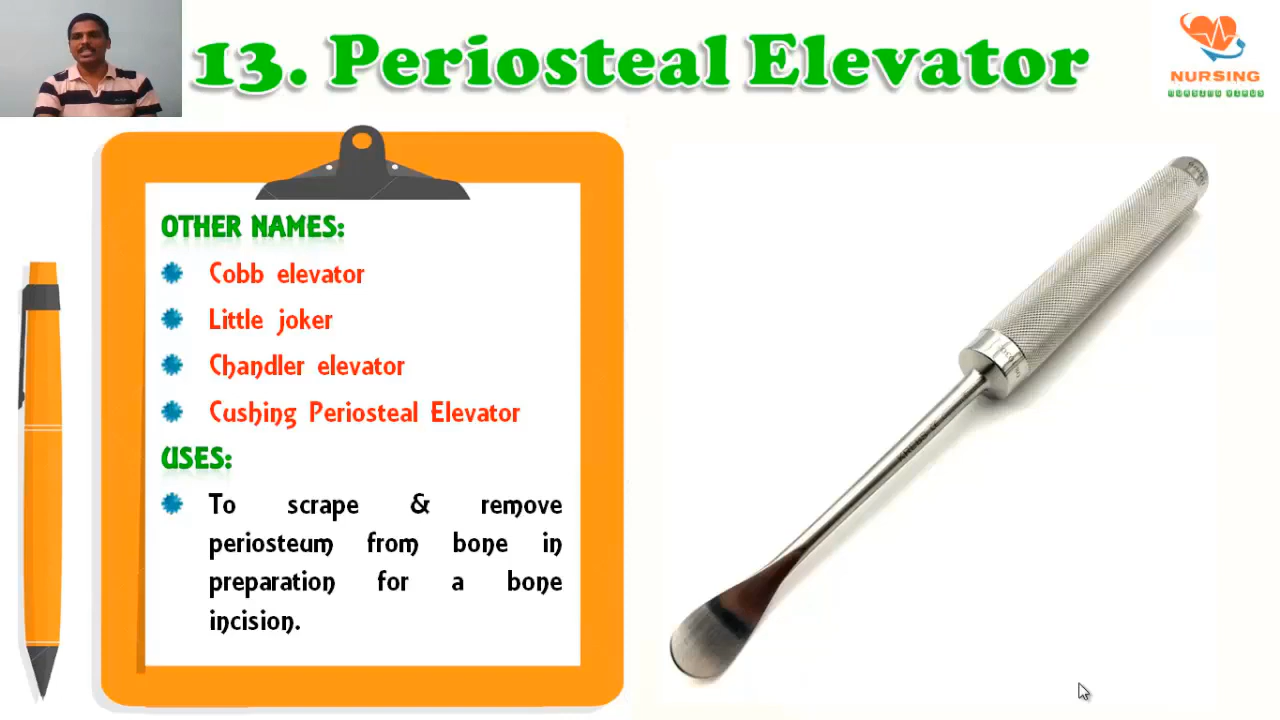 13. Periosteal Elevator
NURSING
OTHER NAMES:
Cobb elevator
Little joker
Chandler elevator
Cushing Periosteal Elevator
USES:
To scrape & remove
periosteum from bone in
preparation for a bone
incision.